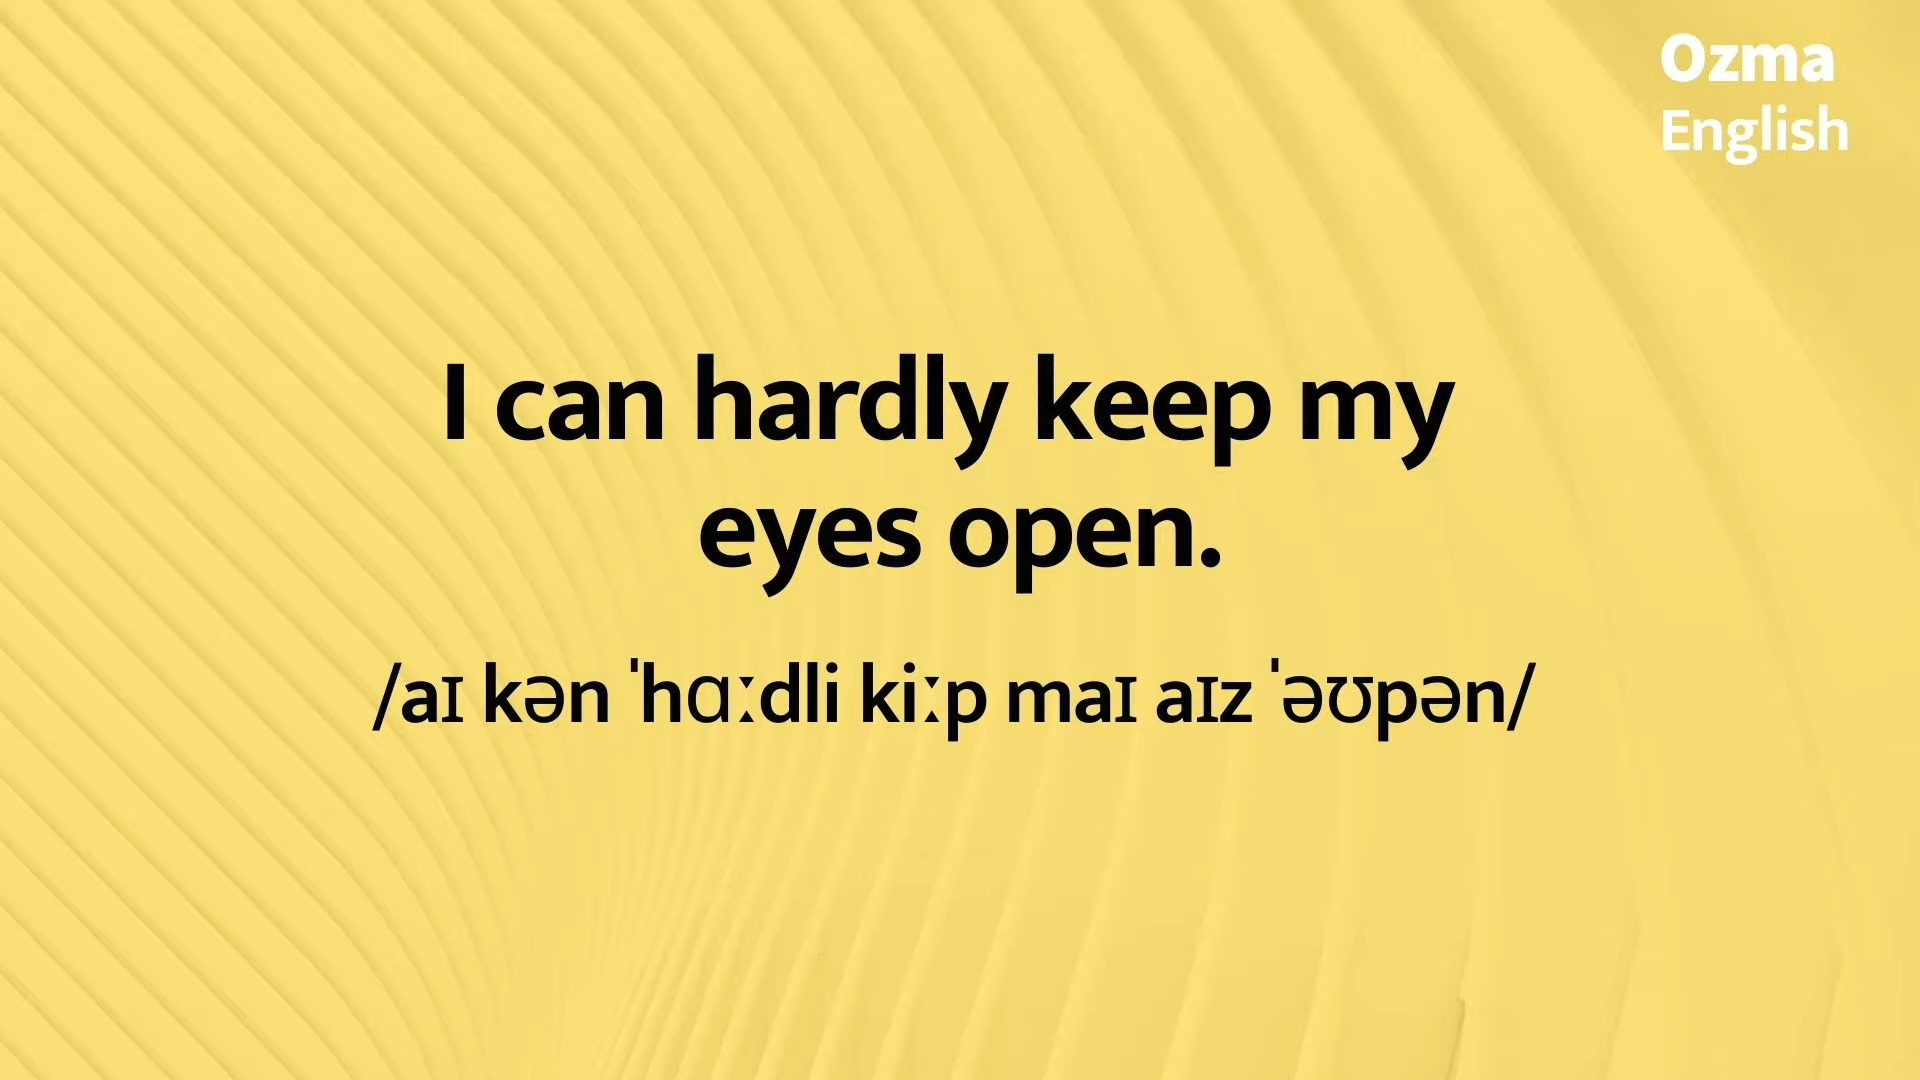 Ozma
English
I can hardly keep my
eyes open.
/aɪ kən ˈhɑːdli kiːp maɪ aɪz ˈəʊpən/